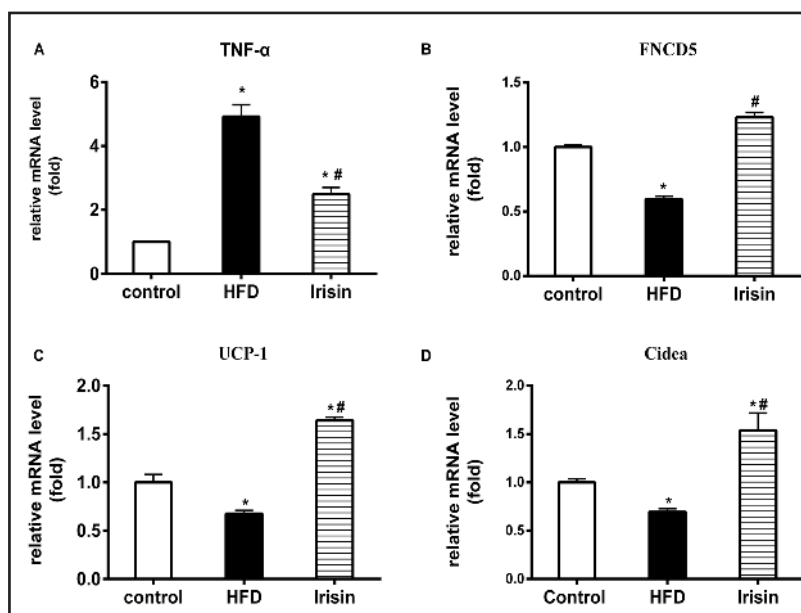 A
TNF-α
relative mRNA level
(fold)
6
4
2
0
*
* #
control HFD Irisin
B
FNCD5
relative mRNA level
(fold)
1.5
1.0
0.5
0.0
*
#
control HFD Irisin
C
UCP-1
relative mRNA level
(fold)
2.0
1.5
1.0
0.5
0.0
*
*#
control HFD Irisin
D
Cidea
relative mRNA level
(fold)
2.0
1.5
1.0
0.5
0.0
*
*#
Control HFD Irisin